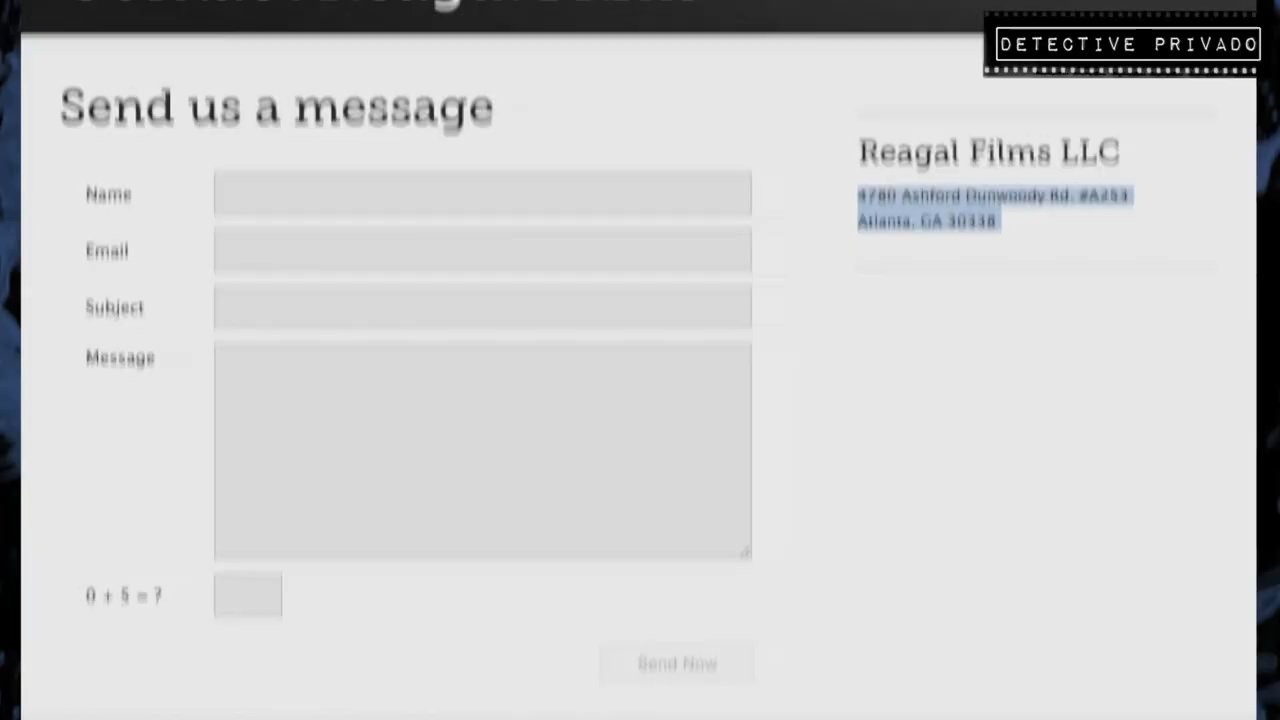 DETECTIVE PRIVADO
Send us a message
Reagal Films LLC
Name
4780 Ashford Dunwoody Rd. #A253
Atlanta, GA 30338
Email
Subject
Message
0 + 5 = ?
Send Now